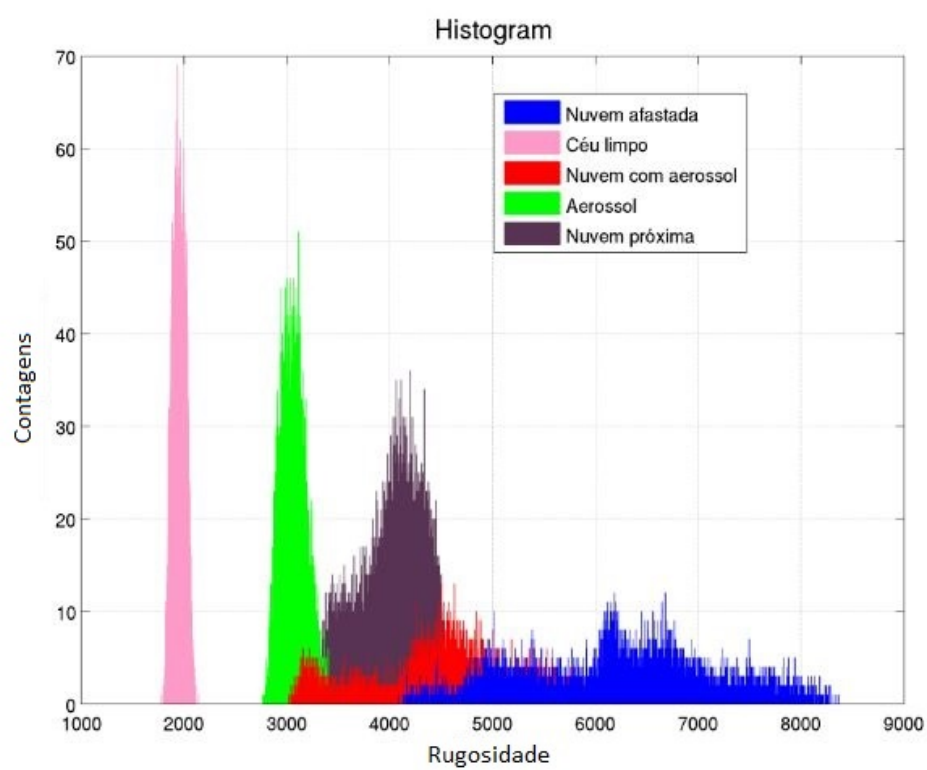 Histogram
70
60
50
40
30
20
10
0
Contagens
Nuvem afastada
Céu limpo
Nuvem com aerossol
Aerossol
Nuvem próxima
1000 2000 3000 4000 5000 6000 7000 8000 9000
Rugosidade